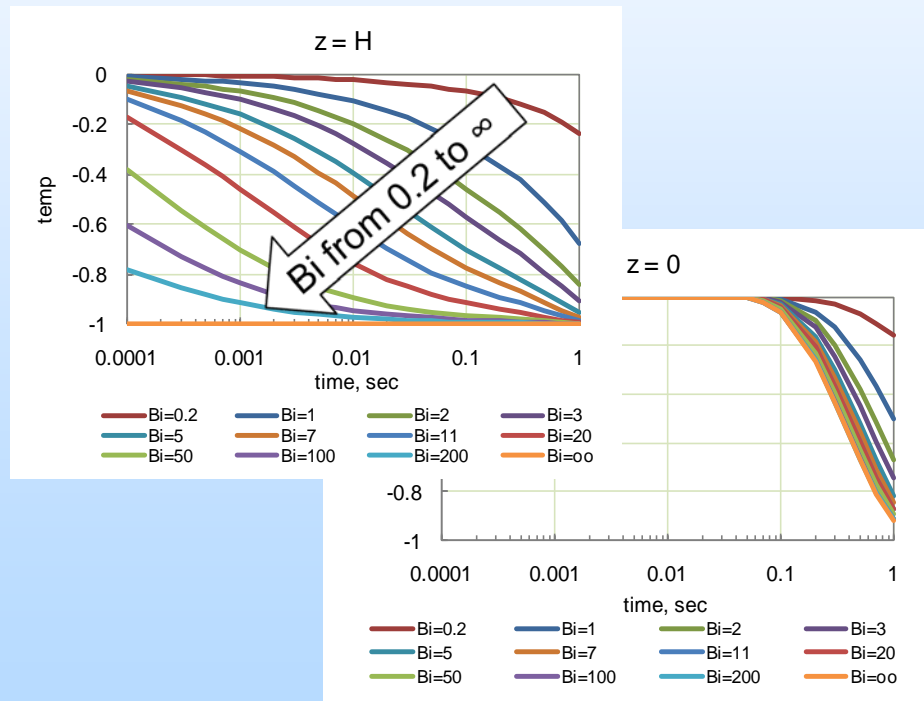 z = H
0
-0.2
-0.4
-0.6
-0.8
-1
temp
Bi from 0.2 to ∞
0.0001 0.001 0.01 0.1 1
time, sec
Bi=0.2 Bi=1 Bi=2 Bi=3
Bi=5 Bi=7 Bi=11 Bi=20
Bi=50 Bi=100 Bi=200 Bi=oo
z = 0
-0.8
-1
0.0001 0.001 0.01 0.1 1
time, sec
Bi=0.2 Bi=1 Bi=2 Bi=3
Bi=5 Bi=7 Bi=11 Bi=20
Bi=50 Bi=100 Bi=200 Bi=oo